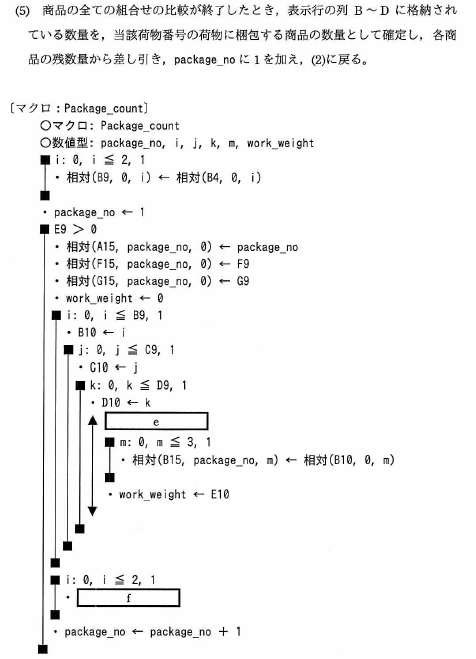 (5) 商品の全ての組合せの比較が終了したとき，表示行の列 B～D に格納され
ている数量を，当該荷物番号の荷物に梱包する商品の数量として確定し，各商
品の残数量から差し引き，package_no に 1 を加え，(2)に戻る。
〔マクロ：Package_count〕
○マクロ: Package_count
○数値型: package_no, i, j, k, m, work_weight
■ i: 0, i ≦ 2, 1
・相対(B9, 0, i) ← 相対(B4, 0, i)
・package_no ← 1
■ E9 ＞ 0
・相対(A15, package_no, 0) ← package_no
・相対(F15, package_no, 0) ← F9
・相対(G15, package_no, 0) ← G9
・work_weight ← 0
■ i: 0, i ≦ B9, 1
・B10 ← i
■ j: 0, j ≦ C9, 1
・C10 ← j
■ k: 0, k ≦ D9, 1
・D10 ← k
e
■ m: 0, m ≦ 3, 1
・相対(B15, package_no, m) ← 相対(B10, 0, m)
・work_weight ← E10
■ i: 0, i ≦ 2, 1
・ f
・package_no ← package_no + 1